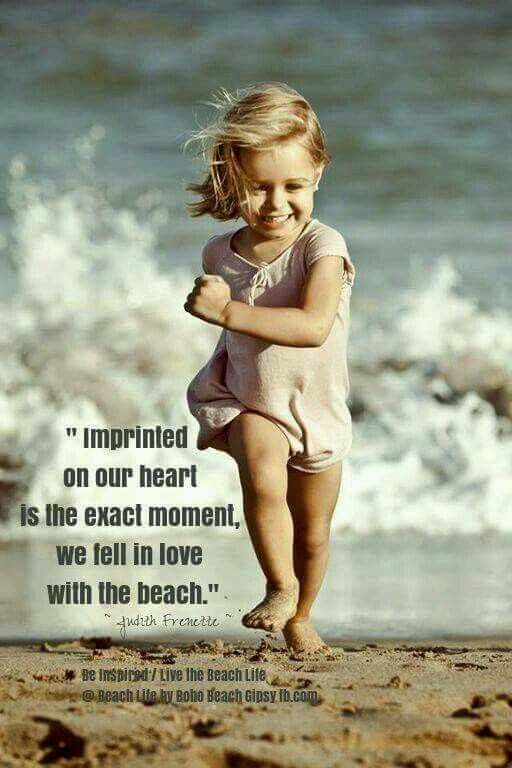 " Imprinted
on our heart
is the exact moment,
we fell in love
with the beach."
~ Judith Frenette ~
Be Inspired / Live The Beach Life
@ Beach Life by Boho Beach Gipsy fb.com